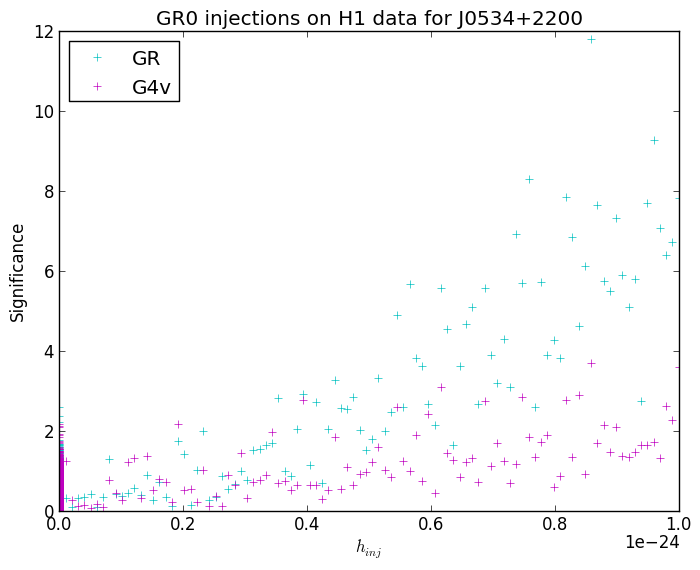 GR0 injections on H1 data for J0534+2200
GR
G4v
Significance
12
10
8
6
4
2
0
0.0 0.2 0.4 0.6 0.8 1.0
1e−24
h_inj